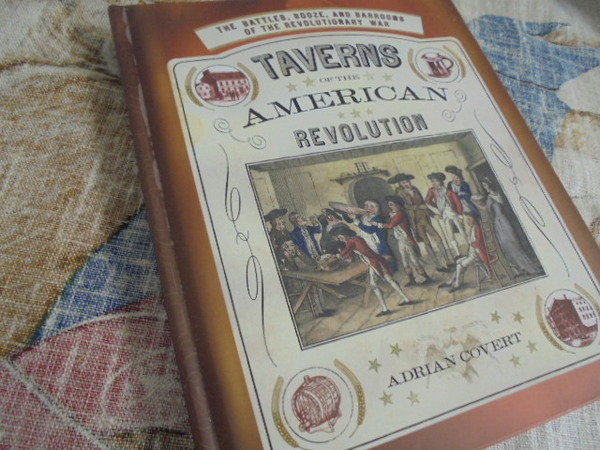 THE BATTLES, BOOZE, AND BARROOMS
OF THE REVOLUTIONARY WAR
TAVERNS
OF THE
AMERICAN
REVOLUTION
ADRIAN COVERT